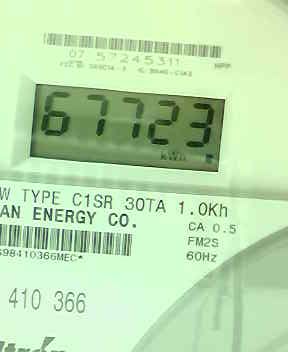 07 57245311
67723
kWh
W TYPE C1SR 30TA 1.0Kh
AN ENERGY CO.
CA 0.5
FM2S
60Hz
98410366MEC*
410 366